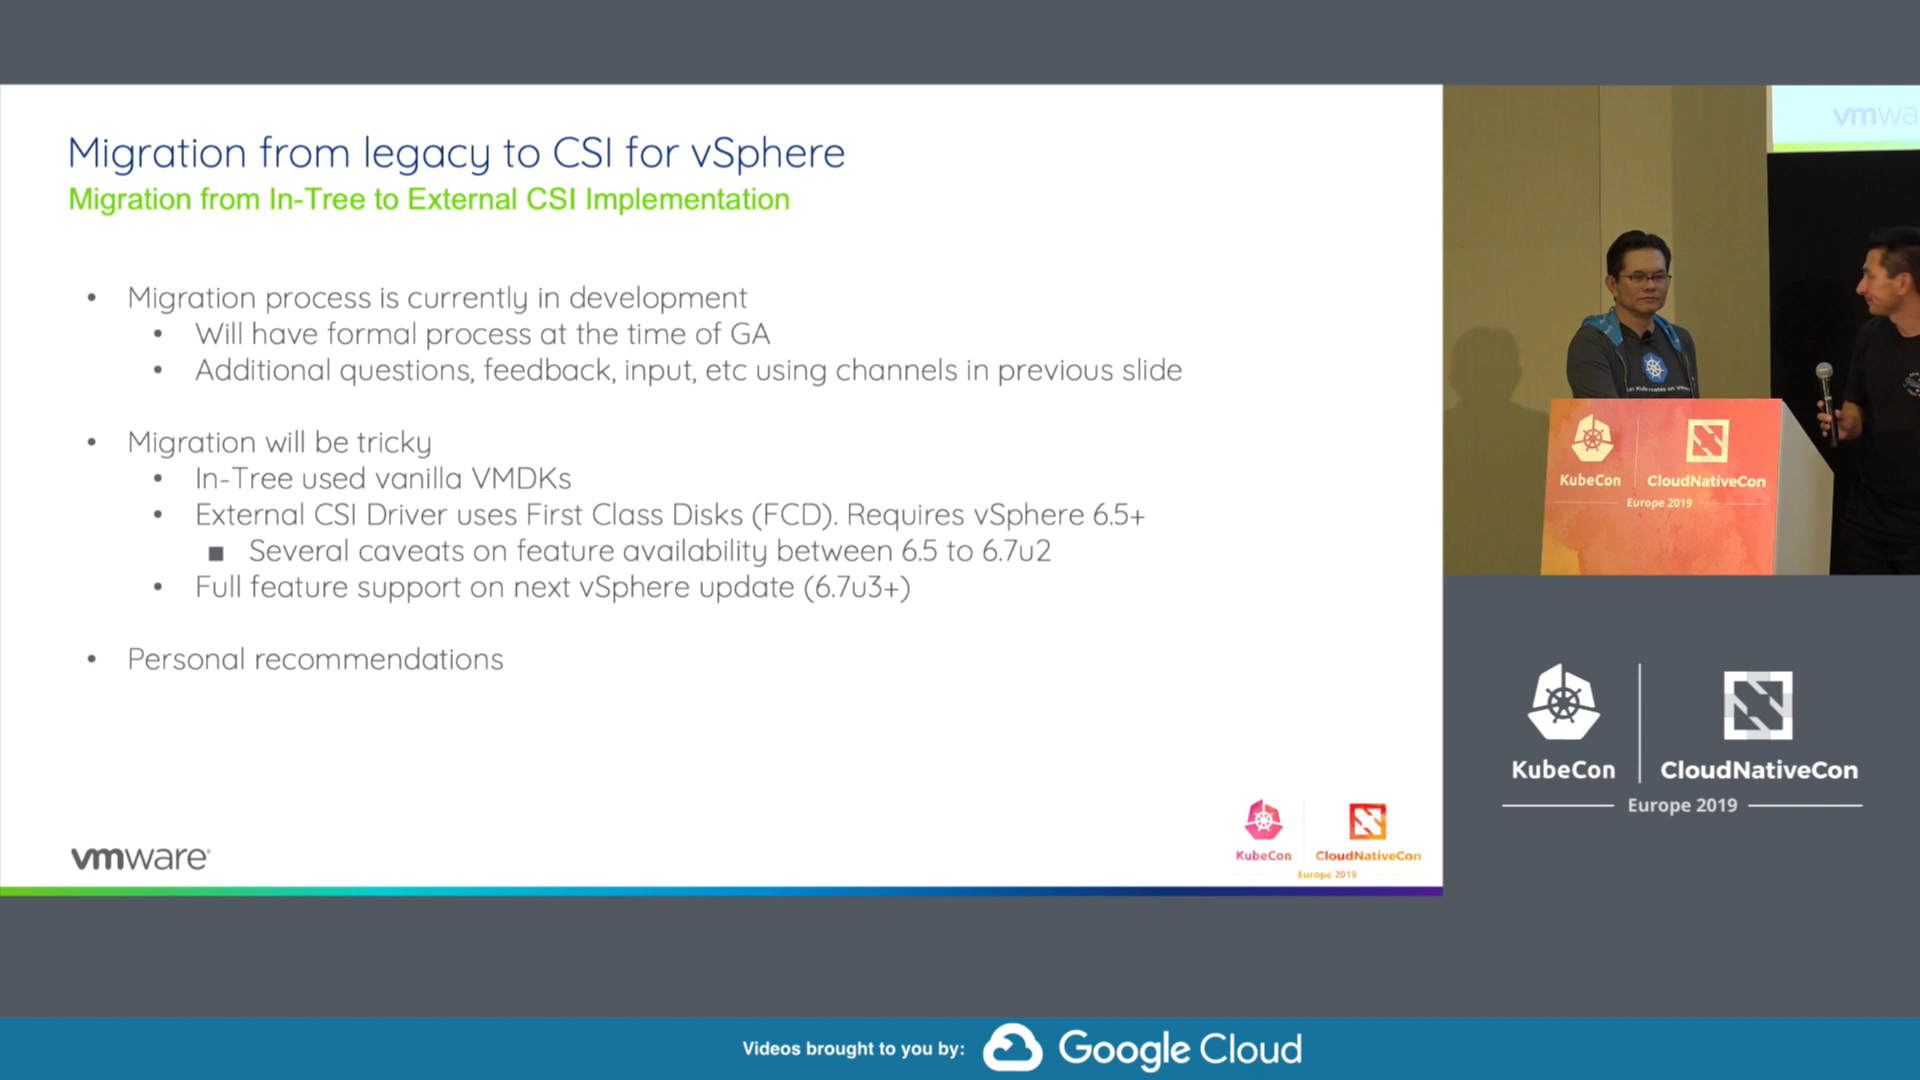 Migration from legacy to CSI for vSphere
Migration from In-Tree to External CSI Implementation
• Migration process is currently in development
• Will have formal process at the time of GA
• Additional questions, feedback, input, etc using channels in previous slide
• Migration will be tricky
• In-Tree used vanilla VMDKs
• External CSI Driver uses First Class Disks (FCD). Requires vSphere 6.5+
■ Several caveats on feature availability between 6.5 to 6.7u2
• Full feature support on next vSphere update (6.7u3+)
• Personal recommendations
vmware
KubeCon CloudNativeCon
Europe 2019
vmwa
KubeCon CloudNativeCon
Europe 2019
KubeCon CloudNativeCon
Europe 2019
Videos brought to you by: Google Cloud